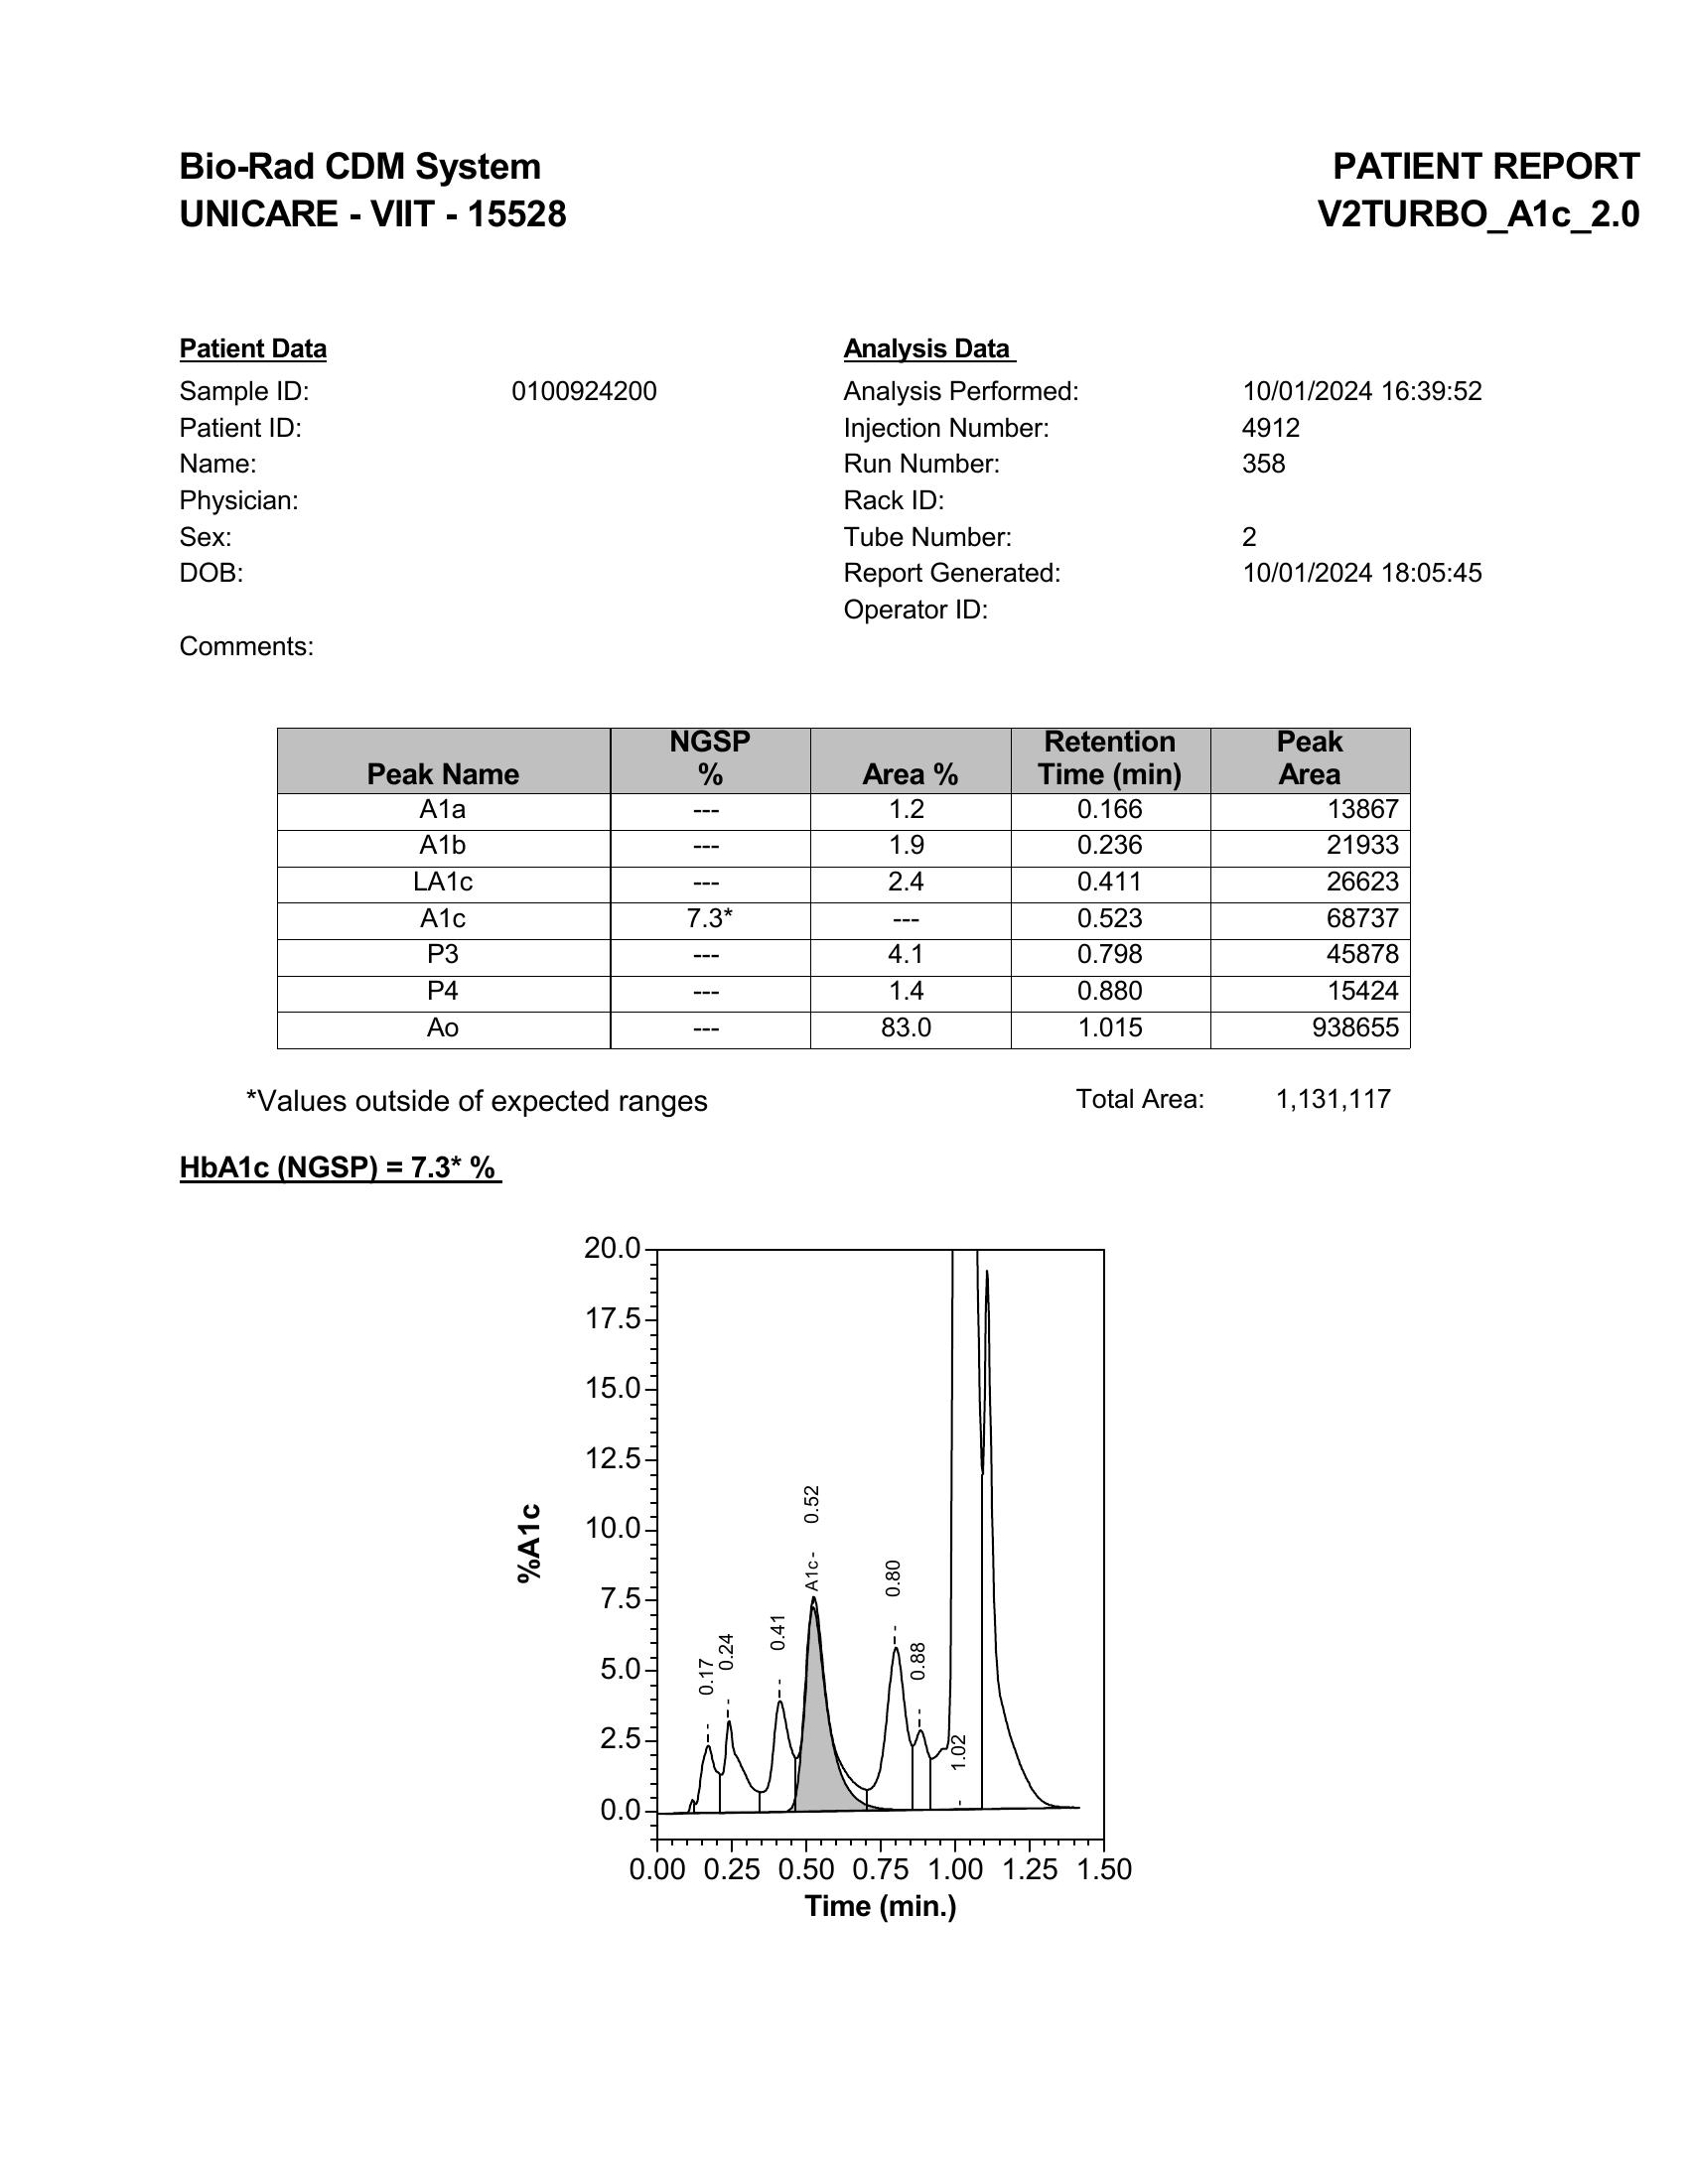 Bio-Rad CDM System
UNICARE - VIIT - 15528
PATIENT REPORT
V2TURBO_A1c_2.0
Patient Data
Sample ID: 0100924200
Patient ID:
Name:
Physician:
Sex:
DOB:
Comments:
Analysis Data
Analysis Performed: 10/01/2024 16:39:52
Injection Number: 4912
Run Number: 358
Rack ID:
Tube Number: 2
Report Generated: 10/01/2024 18:05:45
Operator ID:
Peak Name NGSP % Area % Retention Time (min) Peak Area
A1a --- 1.2 0.166 13867
A1b --- 1.9 0.236 21933
LA1c --- 2.4 0.411 26623
A1c 7.3* --- 0.523 68737
P3 --- 4.1 0.798 45878
P4 --- 1.4 0.880 15424
Ao --- 83.0 1.015 938655
*Values outside of expected ranges
Total Area: 1,131,117
HbA1c (NGSP) = 7.3* %
%A1c
20.0
17.5
15.0
12.5
10.0
7.5
5.0
2.5
0.0
0.17
0.24
0.41
A1c - 0.52
0.80
0.88
1.02
0.00 0.25 0.50 0.75 1.00 1.25 1.50
Time (min.)